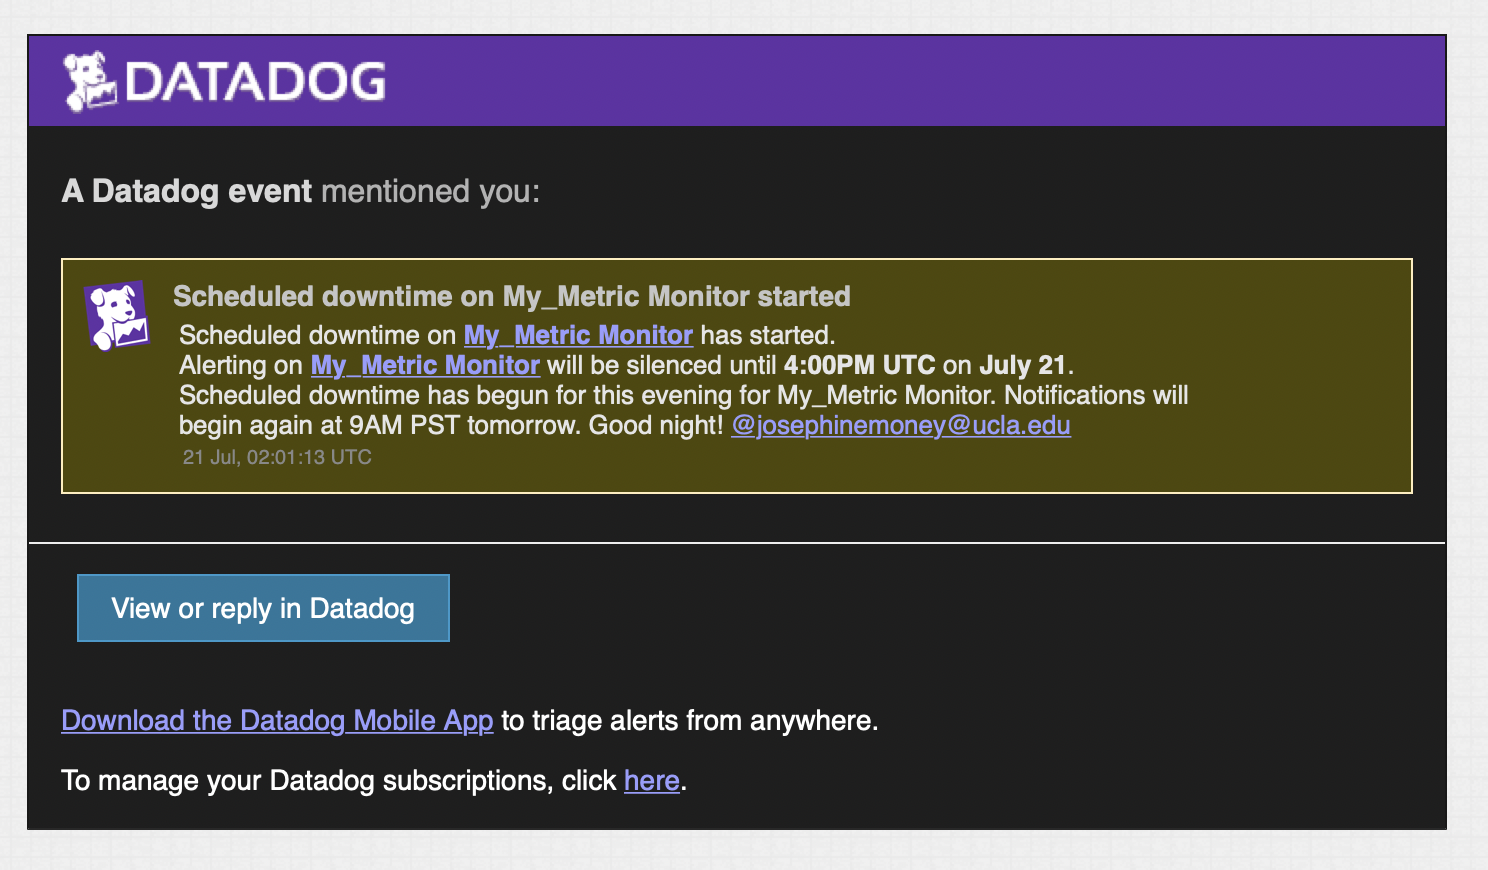 DATADOG
A Datadog event mentioned you:
Scheduled downtime on My_Metric Monitor started
Scheduled downtime on My_Metric Monitor has started.
Alerting on My_Metric Monitor will be silenced until 4:00PM UTC on July 21.
Scheduled downtime has begun for this evening for My_Metric Monitor. Notifications will
begin again at 9AM PST tomorrow. Good night! @josephinemoney@ucla.edu
21 Jul, 02:01:13 UTC
View or reply in Datadog
Download the Datadog Mobile App to triage alerts from anywhere.
To manage your Datadog subscriptions, click here.